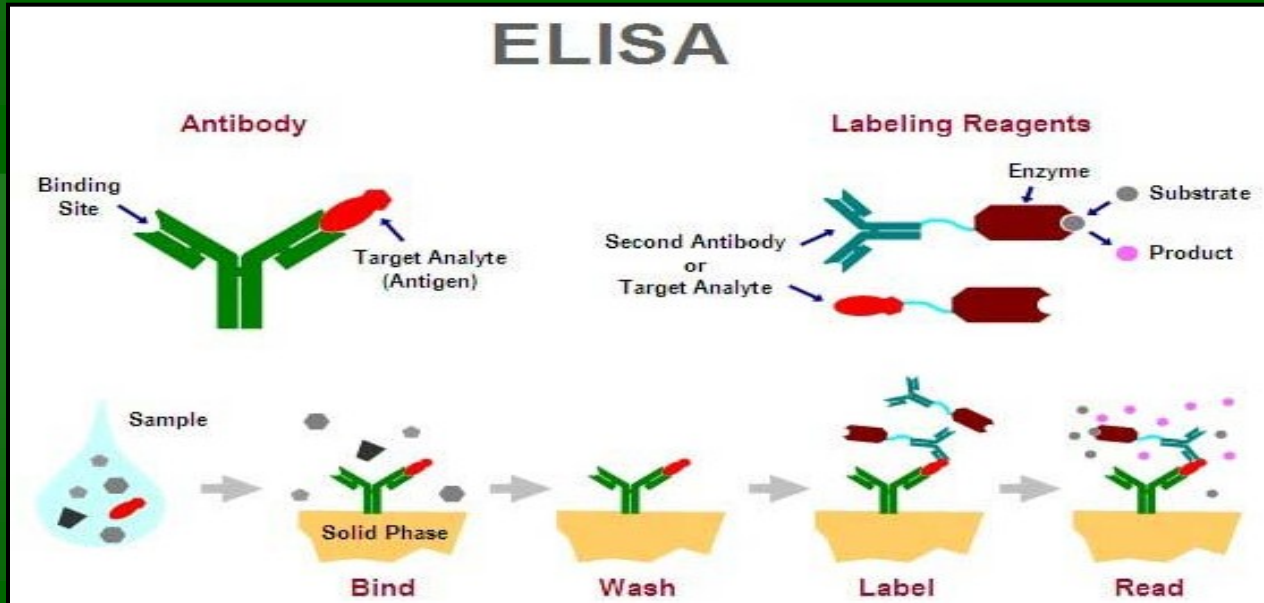 ELISA
Antibody
Binding
Site
Target Analyte
(Antigen)
Labeling Reagents
Enzyme
Substrate
Product
Second Antibody
or
Target Analyte
Sample
Solid Phase
Bind
Wash
Label
Read